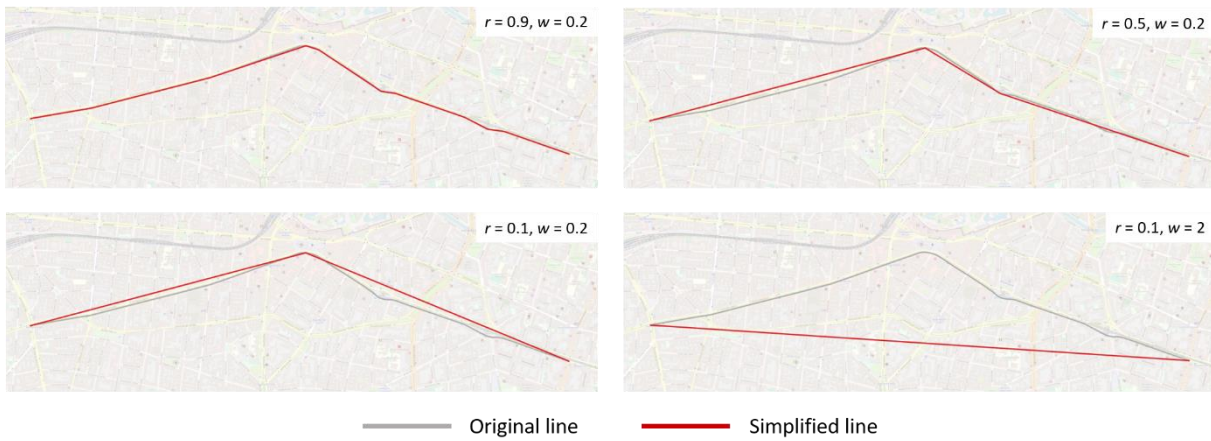 r = 0.9, w = 0.2
r = 0.5, w = 0.2
r = 0.1, w = 0.2
r = 0.1, w = 2
Original line
Simplified line